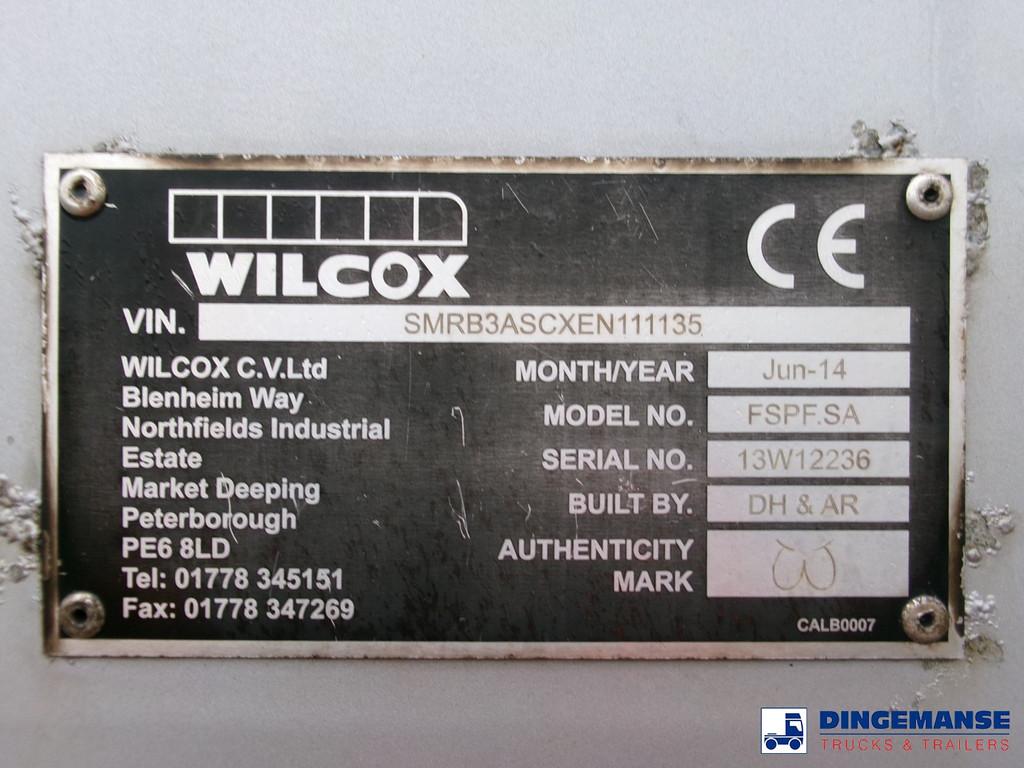 WILCOX
CE
VIN. SMRB3ASCXEN111135
WILCOX C.V.Ltd
Blenheim Way
Northfields Industrial
Estate
Market Deeping
Peterborough
PE6 8LD
Tel: 01778 345151
Fax: 01778 347269
MONTH/YEAR Jun-14
MODEL NO. FSPF.SA
SERIAL NO. 13W12236
BUILT BY. DH & AR
AUTHENTICITY
MARK
CALB0007
DINGEMANSE
TRUCKS & TRAILERS